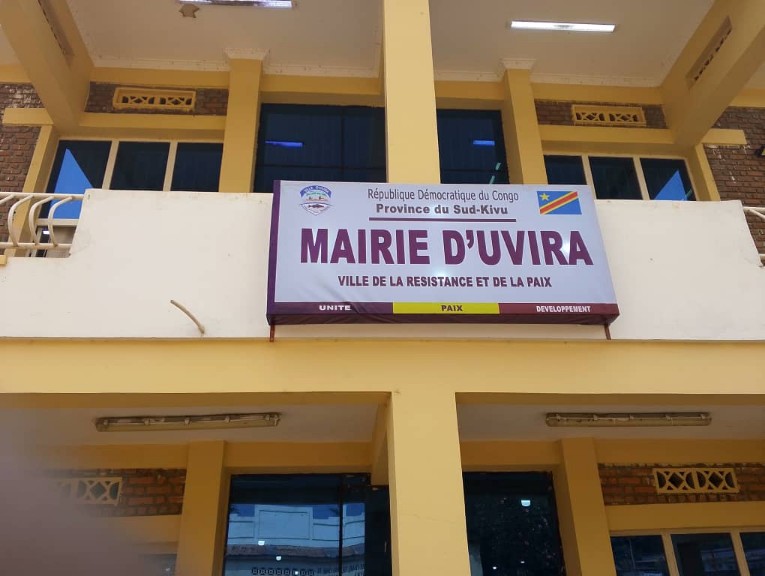 République Démocratique du Congo
Province du Sud-Kivu
MAIRIE D'UVIRA
VILLE DE LA RESISTANCE ET DE LA PAIX
UNITE PAIX DEVELOPPEMENT